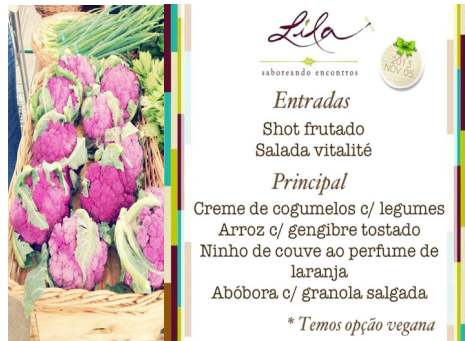 Lila
saboreando encontros
2013
NOV.05
Entradas
Shot frutado
Salada vitalité
Principal
Creme de cogumelos c/ legumes
Arroz c/ gengibre tostado
Ninho de couve ao perfume de
laranja
Abóbora c/ granola salgada
* Temos opção vegana